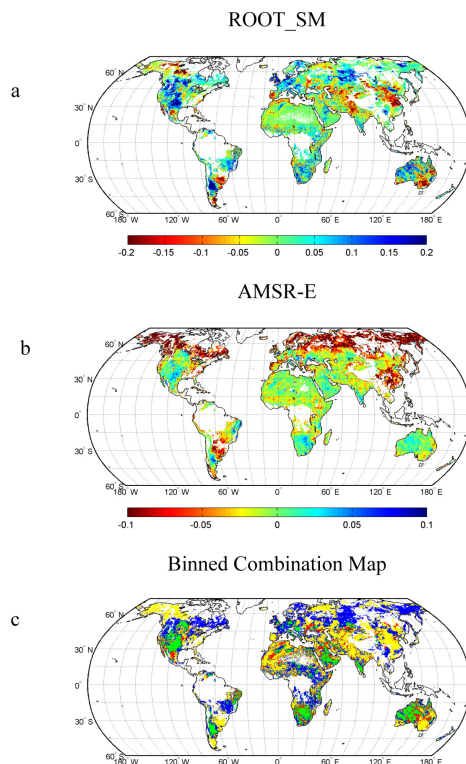 ROOT_SM
a
60° N
30° N
0°
30° S
60° S
180° W 120° W 60° W 0° 60° E 120° E 180° E
-0.2 -0.15 -0.1 -0.05 0 0.05 0.1 0.15 0.2
AMSR-E
b
60° N
30° N
0°
30° S
60° S
180° W 120° W 60° W 0° 60° E 120° E 180° E
-0.1 -0.05 0 0.05 0.1
Binned Combination Map
c
60° N
30° N
0°
30° S
60° S
180° W 120° W 60° W 0° 60° E 120° E 180° E